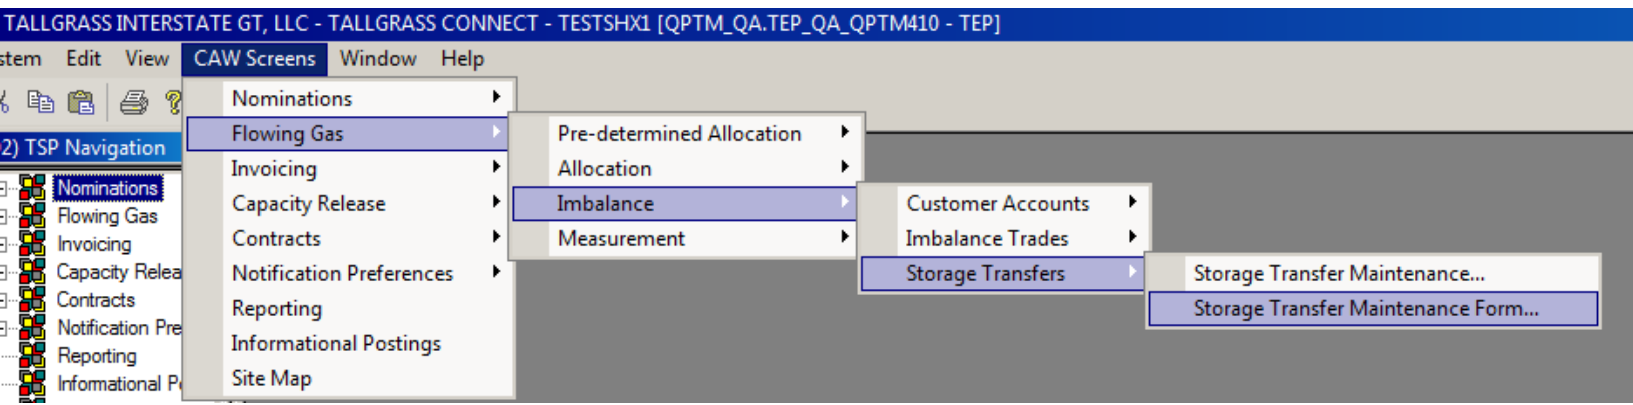 TALLGRASS INTERSTATE GT, LLC - TALLGRASS CONNECT - TESTSHX1 [QPTM_QA.TEP_QA_QPTM410 - TEP]
stem Edit View CAW Screens Window Help
2) TSP Navigation
Nominations
Flowing Gas
Invoicing
Capacity Relea
Contracts
Notification Pre
Reporting
Informational P
Nominations
Flowing Gas
Invoicing
Capacity Release
Contracts
Notification Preferences
Reporting
Informational Postings
Site Map
Pre-determined Allocation
Allocation
Imbalance
Measurement
Customer Accounts
Imbalance Trades
Storage Transfers
Storage Transfer Maintenance...
Storage Transfer Maintenance Form...